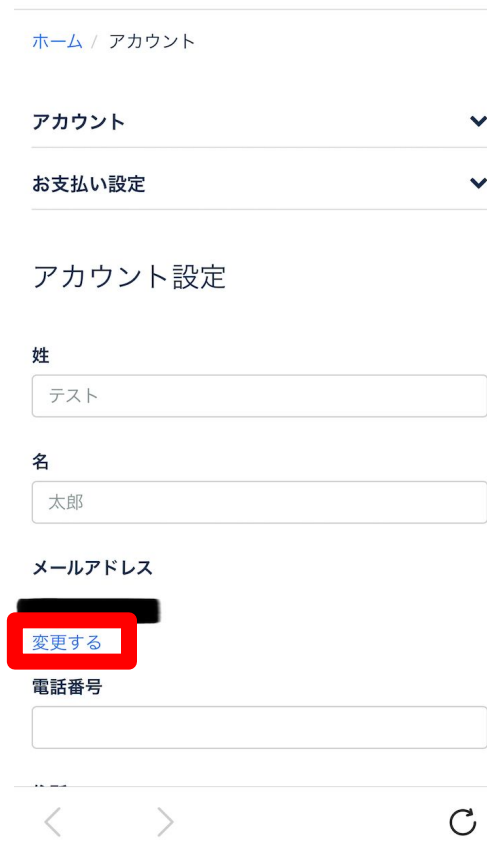 ホーム / アカウント
アカウント
お支払い設定
アカウント設定
姓
テスト
名
太郎
メールアドレス
変更する
電話番号